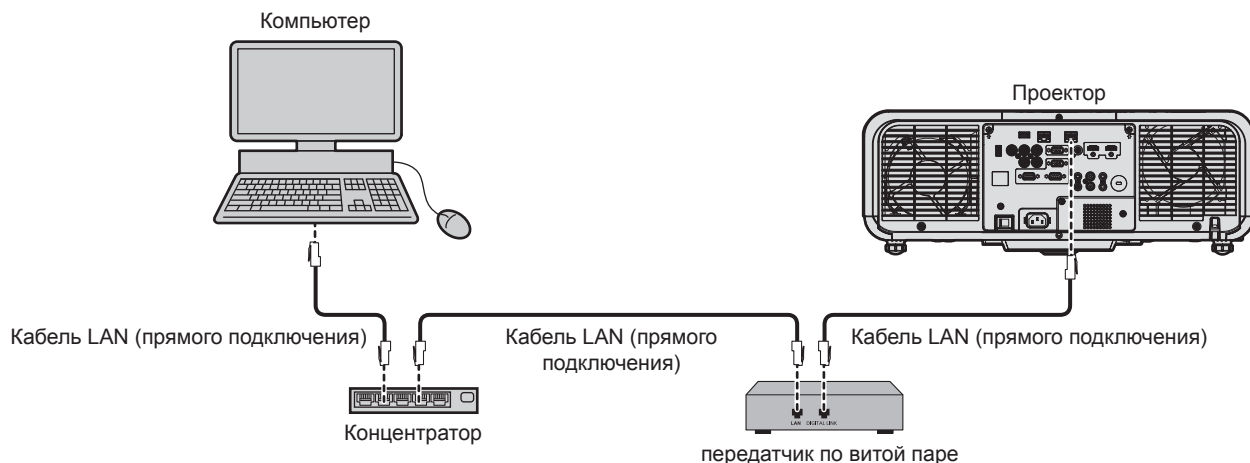 Компьютер
Проектор
Кабель LAN (прямого подключения)
Кабель LAN (прямого
подключения)
Кабель LAN (прямого подключения)
Концентратор
LAN
DIGITAL LINK
передатчик по витой паре